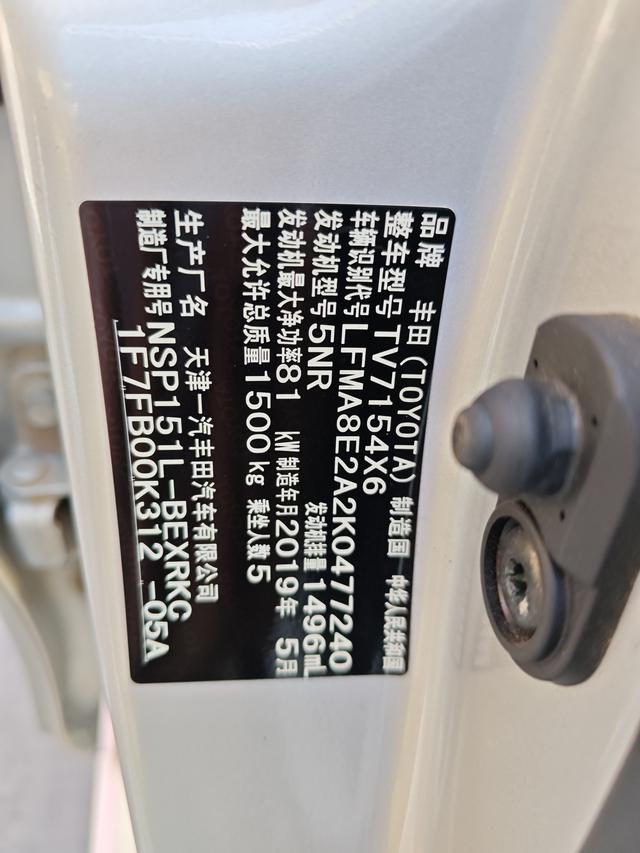 品牌 丰田 (TOYOTA) 制造国 中华人民共和国
整车型号 TV7154X6
车辆识别代号 LFMA8E2A2K0477240
发动机型号 5NR 发动机排量 1496 mL
发动机最大净功率 81 kW 制造年月 2019年 5月
最大允许总质量 1500 kg 乘坐人数 5
生产厂名 天津一汽丰田汽车有限公司
制造厂专用号 NSP151L-BEXRKC
1F7FB00K312 -05A